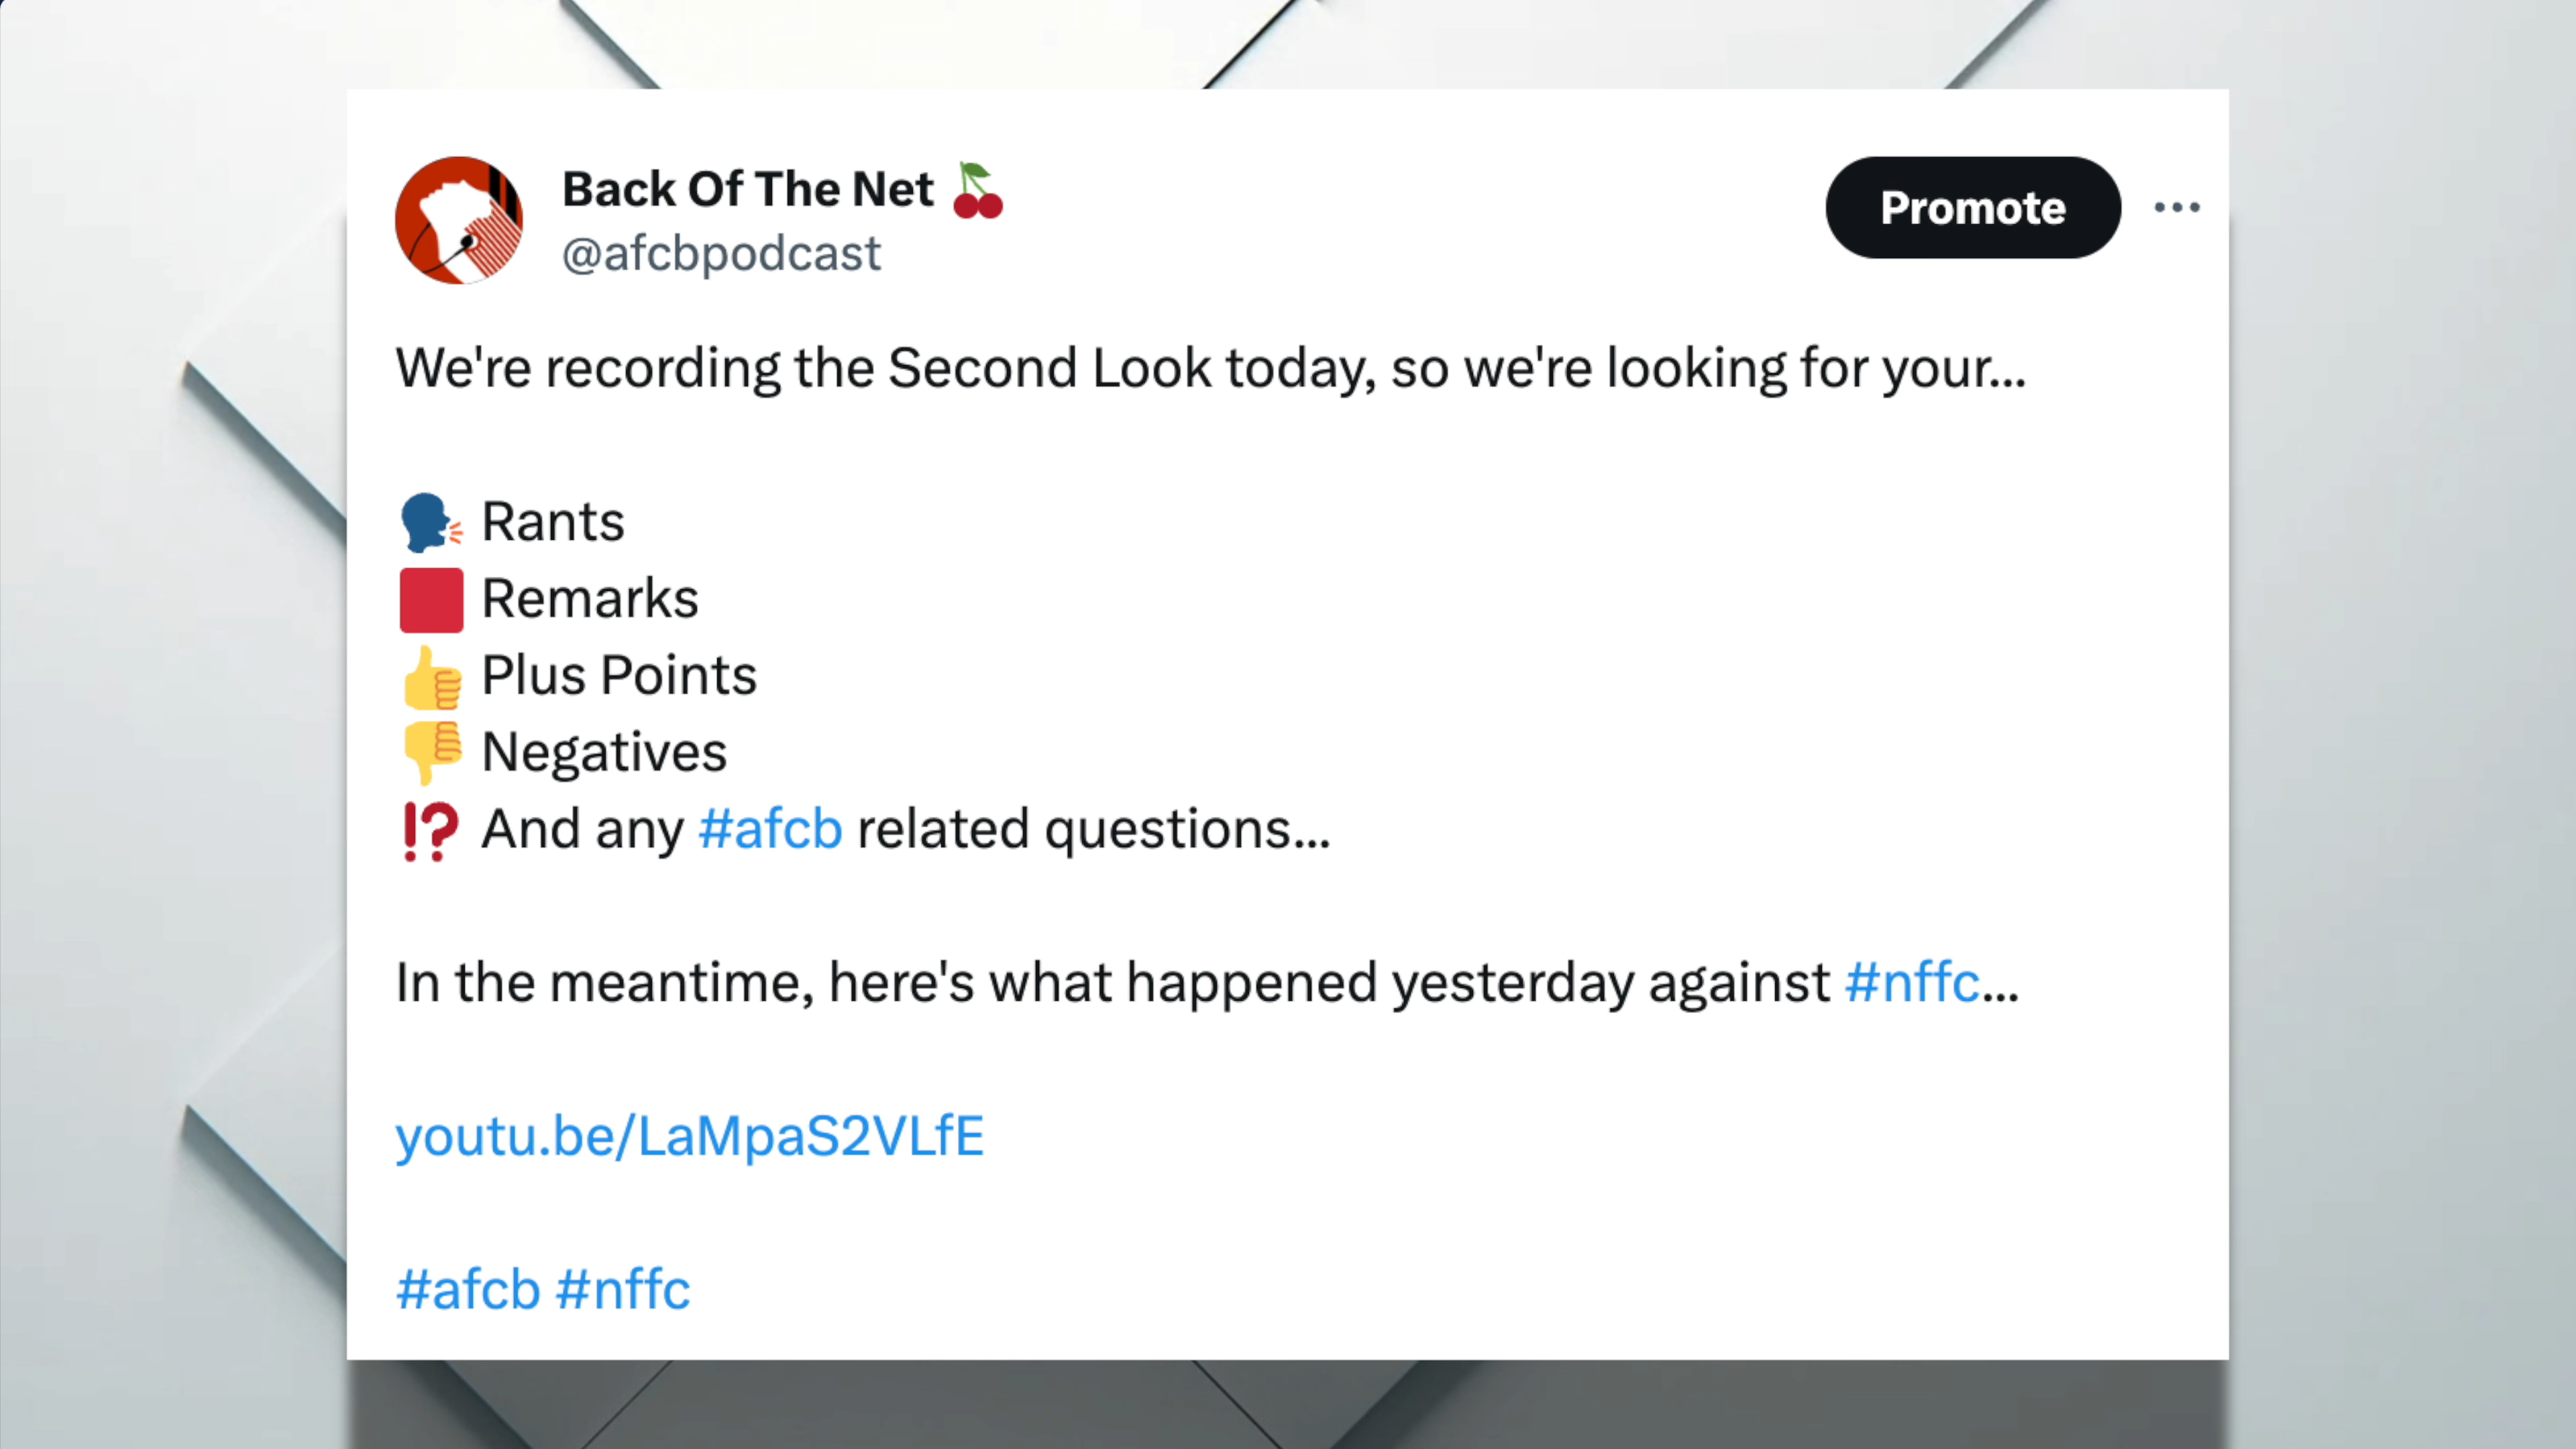 Back Of The Net 🍒
@afcbpodcast
Promote
We're recording the Second Look today, so we're looking for your...
🗣 Rants
🟥 Remarks
👍 Plus Points
👎 Negatives
⁉️ And any #afcb related questions...
In the meantime, here's what happened yesterday against #nffc...
youtu.be/LaMpaS2VLfE
#afcb #nffc